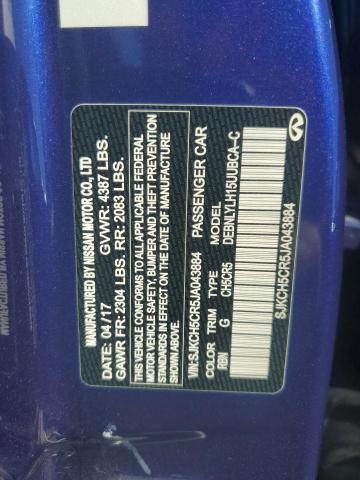 MANUFACTURED BY NISSAN MOTOR CO., LTD
DATE: 04/17 GVWR: 4387 LBS.
GAWR FR: 2304 LBS. RR: 2083 LBS.
THIS VEHICLE CONFORMS TO ALL APPLICABLE FEDERAL
MOTOR VEHICLE SAFETY, BUMPER AND THEFT PREVENTION
STANDARDS IN EFFECT ON THE DATE OF MANUFACTURE
SHOWN ABOVE.
VIN:SJKCH5CR5JA043884 PASSENGER CAR
COLOR TRIM TYPE MODEL
RBN G CH5CR5 DEBNLYLH15UUBCA-C
SJKCH5CR5JA043884